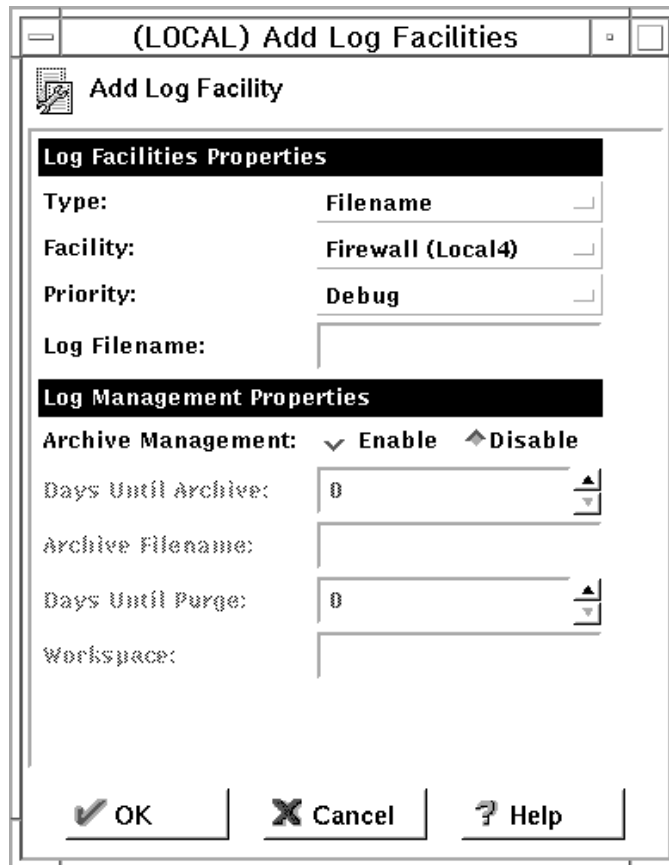 (LOCAL) Add Log Facilities
Add Log Facility
Log Facilities Properties
Type: Filename
Facility: Firewall (Local4)
Priority: Debug
Log Filename:
Log Management Properties
Archive Management: Enable Disable
Days Until Archive: 0
Archive Filename:
Days Until Purge: 0
Workspace:
OK Cancel Help